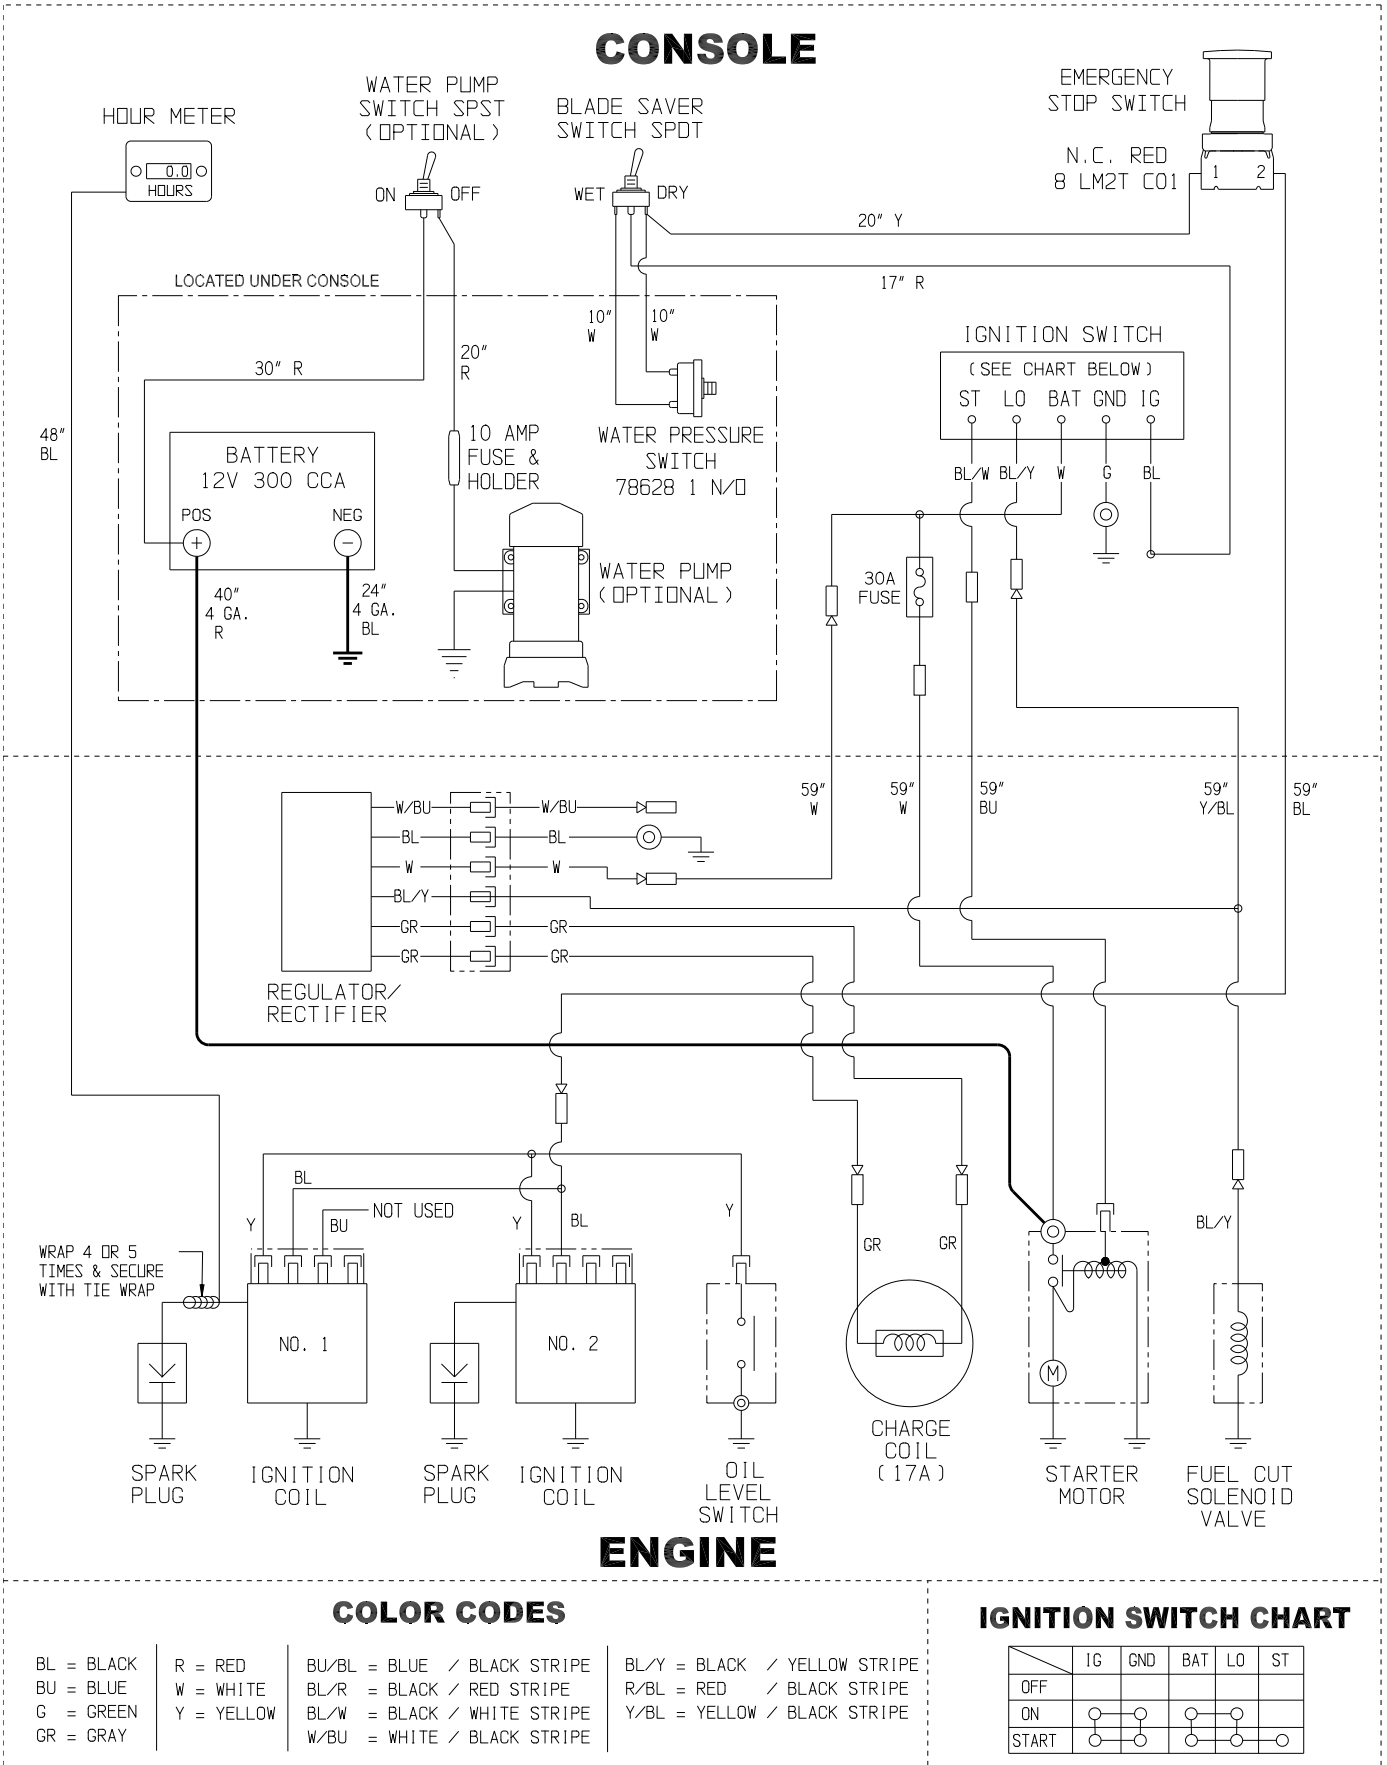 CONSOLE
HOUR METER
0.0
HOURS
WATER PUMP
SWITCH SPST
(OPTIONAL)
ON
OFF
BLADE SAVER
SWITCH SPDT
WET
DRY
EMERGENCY
STOP SWITCH
N.C. RED
8 LM2T C01
1
2
20" Y
17" R
LOCATED UNDER CONSOLE
10"
W
10"
W
30" R
20"
R
IGNITION SWITCH
(SEE CHART BELOW)
ST
LO
BAT
GND
IG
BL/W
BL/Y
W
G
BL
48"
BL
BATTERY
12V 300 CCA
POS
NEG
+
-
10 AMP
FUSE &
HOLDER
WATER PRESSURE
SWITCH
78628 1 N/O
WATER PUMP
(OPTIONAL)
30A
FUSE
40"
4 GA.
R
24"
4 GA.
BL
59"
W
59"
W
59"
BU
59"
Y/BL
59"
BL
W/BU
W/BU
BL
BL
W
W
BL/Y
GR
GR
GR
GR
REGULATOR/
RECTIFIER
BL
NOT USED
Y
BU
Y
BL
Y
GR
GR
BL/Y
WRAP 4 OR 5
TIMES & SECURE
WITH TIE WRAP
NO. 1
NO. 2
M
SPARK
PLUG
IGNITION
COIL
SPARK
PLUG
IGNITION
COIL
OIL
LEVEL
SWITCH
CHARGE
COIL
(17A)
STARTER
MOTOR
FUEL CUT
SOLENOID
VALVE
ENGINE
COLOR CODES
BL = BLACK
BU = BLUE
G = GREEN
GR = GRAY
R = RED
W = WHITE
Y = YELLOW
BU/BL = BLUE / BLACK STRIPE
BL/R = BLACK / RED STRIPE
BL/W = BLACK / WHITE STRIPE
W/BU = WHITE / BLACK STRIPE
BL/Y = BLACK / YELLOW STRIPE
R/BL = RED / BLACK STRIPE
Y/BL = YELLOW / BLACK STRIPE
IGNITION SWITCH CHART
IG GND BAT LO ST
OFF
ON
START